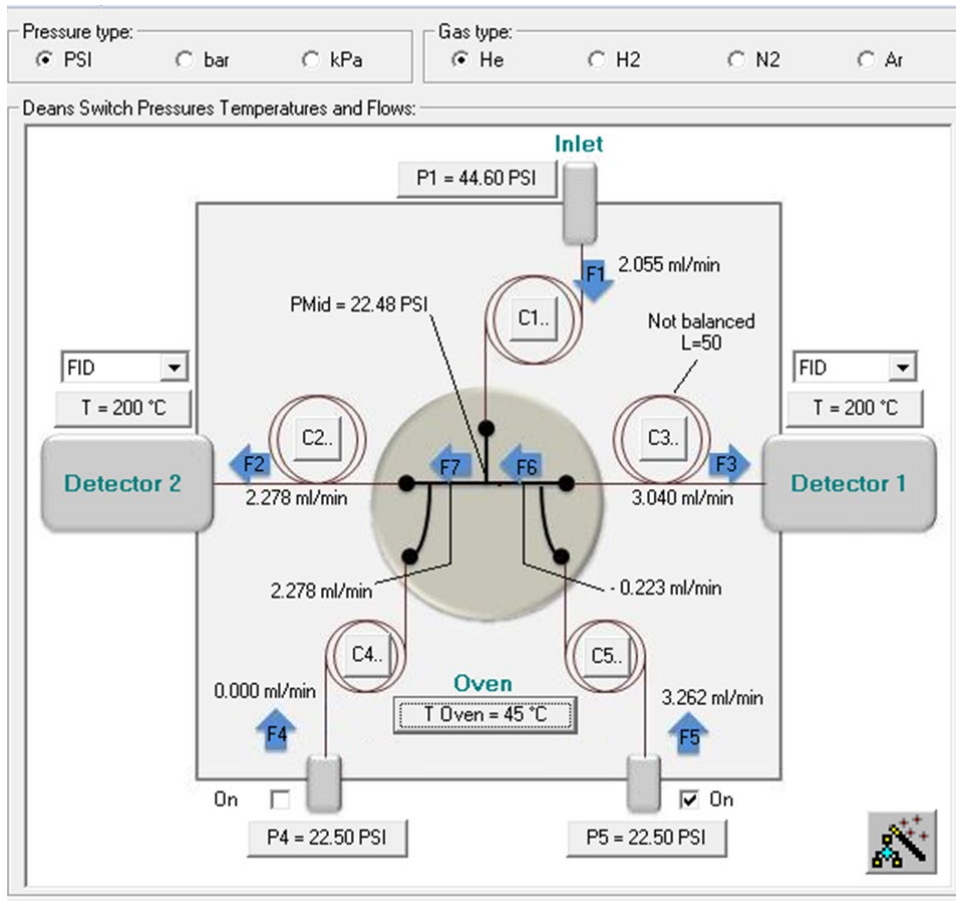 Pressure type:
PSI
bar
kPa
Gas type:
He
H2
N2
Ar
Deans Switch Pressures Temperatures and Flows:
Inlet
P1 = 44.60 PSI
F1
2.055 ml/min
PMid = 22.48 PSI
C1..
Not balanced
L=50
FID
T = 200 °C
FID
T = 200 °C
C2..
C3..
Detector 2
F2
F7
F6
F3
Detector 1
2.278 ml/min
3.040 ml/min
2.278 ml/min
- 0.223 ml/min
C4..
C5..
0.000 ml/min
Oven
3.262 ml/min
T Oven = 45 °C
F4
F5
On
On
P4 = 22.50 PSI
P5 = 22.50 PSI